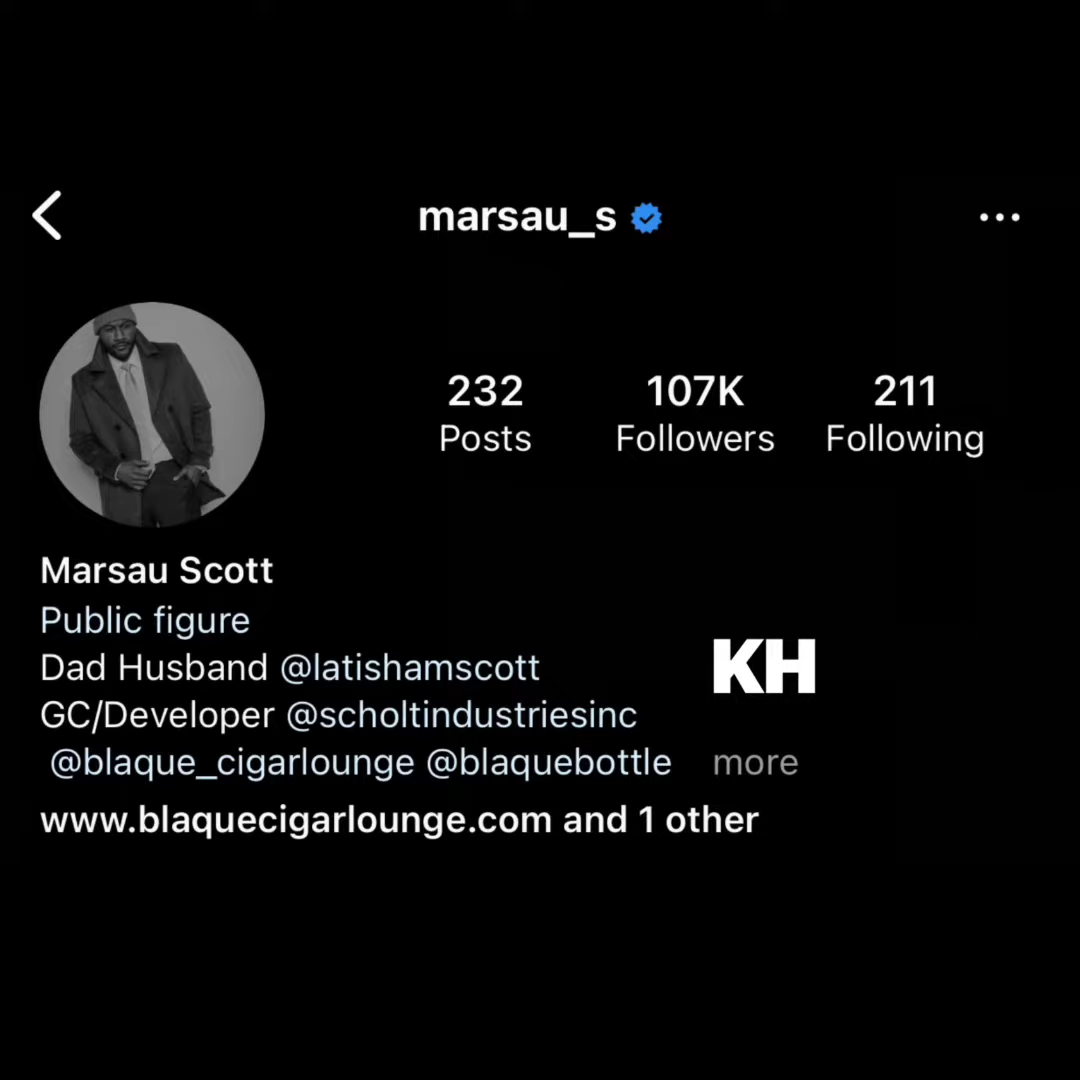 marsau_s
232 107K 211
Posts Followers Following
Marsau Scott
Public figure
Dad Husband @latishamscott
KH
GC/Developer @scholtindustriesinc
@blaque_cigarlounge @blaquebottle more
www.blaquecigarlounge.com and 1 other